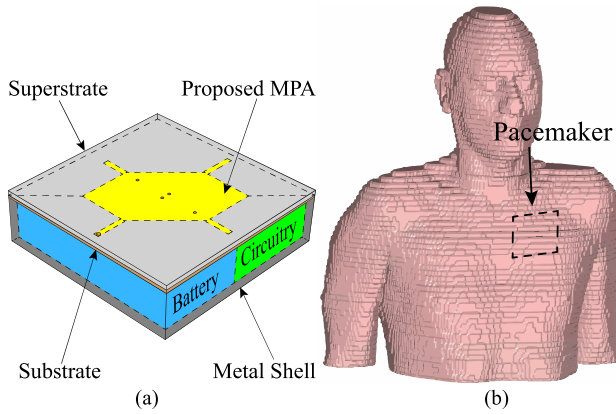 Superstrate
Proposed MPA
Pacemaker
Battery
Circuitry
Substrate
Metal Shell
(a)
(b)